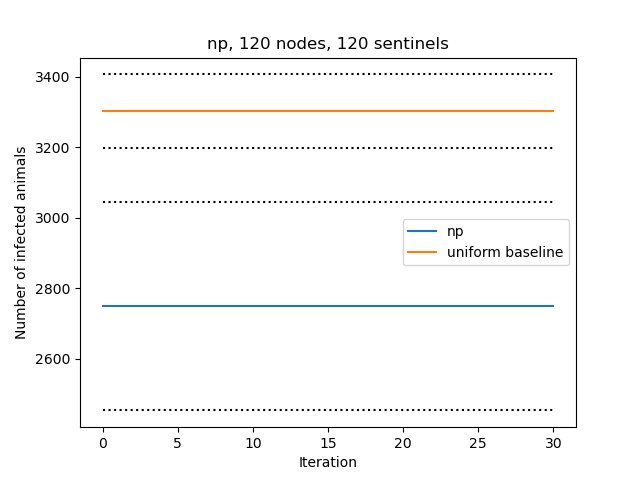 np, 120 nodes, 120 sentinels
Number of infected animals
3400
3200
3000
2800
2600
np
uniform baseline
0 5 10 15 20 25 30
Iteration